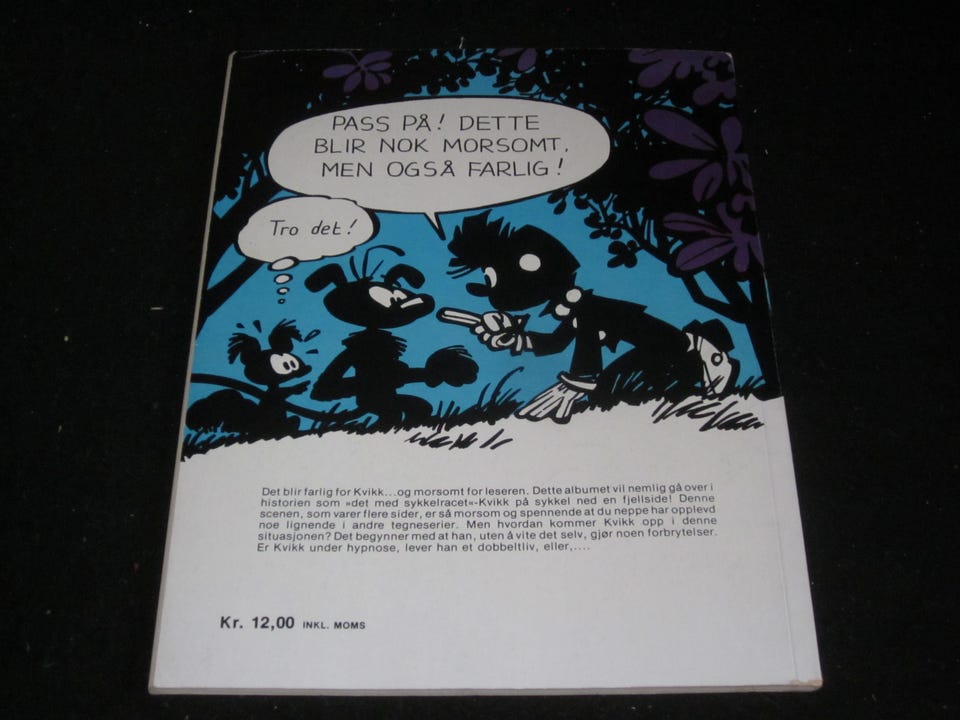 PASS PÅ! DETTE
BLIR NOK MORSOMT,
MEN OGSÅ FARLIG!
Tro det!
Det blir farlig for Kvikk...og morsomt for leseren. Dette albumet vil nemlig gå over i
historien som »det med sykkelracet«-Kvikk på sykkel ned en fjellside! Denne
scenen, som varer flere sider, er så morsom og spennende at du neppe har opplevd
noe lignende i andre tegneserier. Men hvordan kommer Kvikk opp i denne
situasjonen? Det begynner med at han, uten å vite det selv, gjør noen forbrytelser.
Er Kvikk under hypnose, lever han et dobbeltliv, eller,....
Kr. 12,00 INKL. MOMS